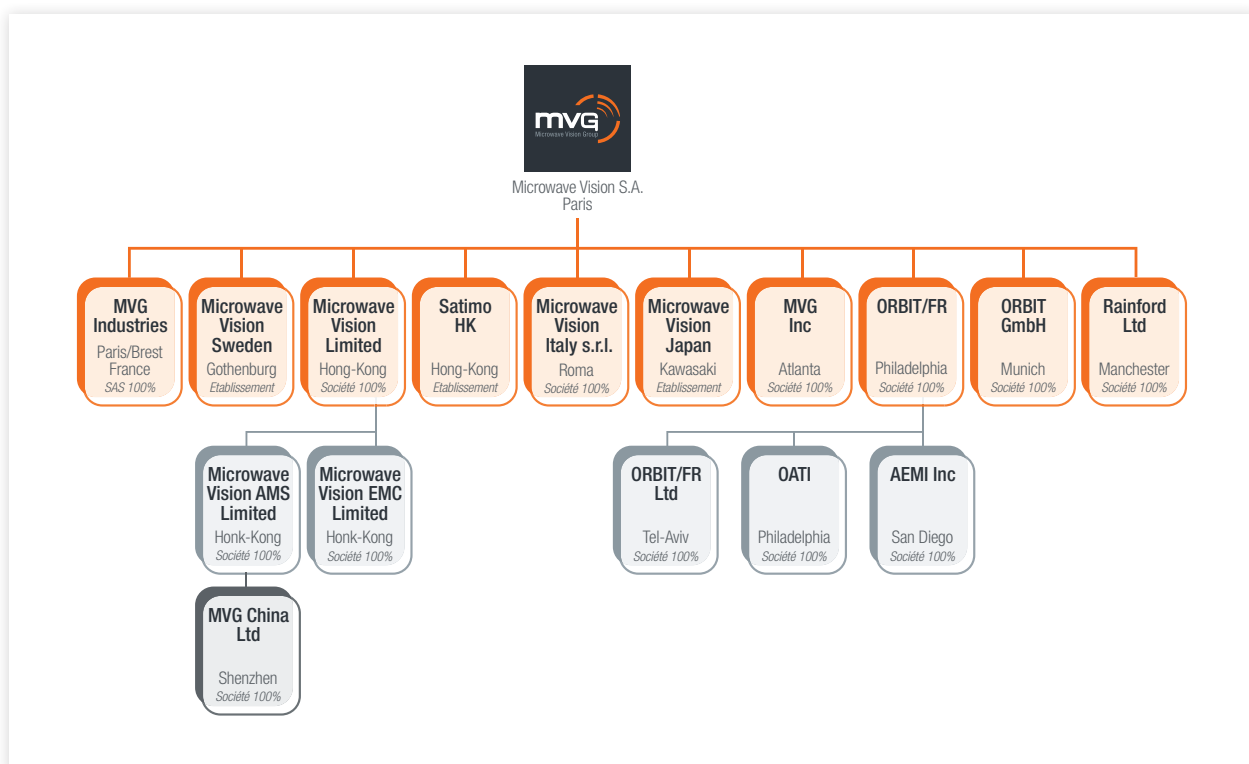 mvg
Microwave Vision Group
Microwave Vision S.A.
Paris
MVG
Industries
Paris/Brest
France
SAS 100%
Microwave
Vision
Sweden
Gothenburg
Etablissement
Microwave
Vision
Limited
Hong-Kong
Société 100%
Satimo
HK
Hong-Kong
Etablissement
Microwave
Vision
Italy s.r.l.
Roma
Société 100%
Microwave
Vision
Japan
Kawasaki
Etablissement
MVG
Inc
Atlanta
Société 100%
ORBIT/FR
Philadelphia
Société 100%
ORBIT
GmbH
Munich
Société 100%
Rainford
Ltd
Manchester
Société 100%
Microwave
Vision AMS
Limited
Honk-Kong
Société 100%
Microwave
Vision EMC
Limited
Honk-Kong
Société 100%
ORBIT/FR
Ltd
Tel-Aviv
Société 100%
OATI
Philadelphia
Société 100%
AEMI Inc
San Diego
Société 100%
MVG China
Ltd
Shenzhen
Société 100%